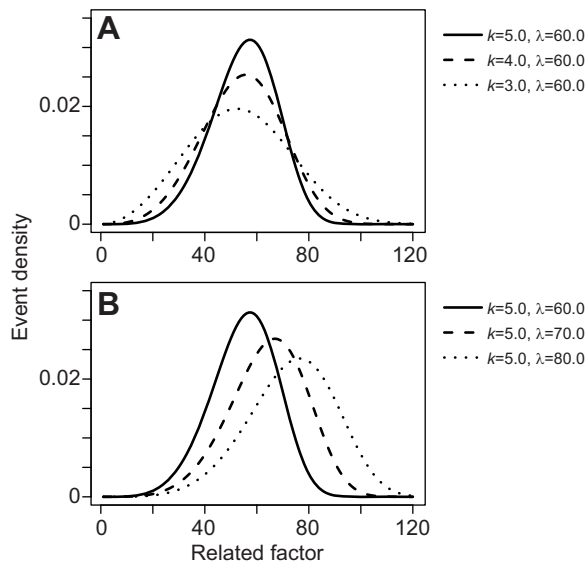 A
k=5.0, λ=60.0
k=4.0, λ=60.0
k=3.0, λ=60.0
0.02
0
0 40 80 120
Event density
B
k=5.0, λ=60.0
k=5.0, λ=70.0
k=5.0, λ=80.0
0.02
0
0 40 80 120
Related factor